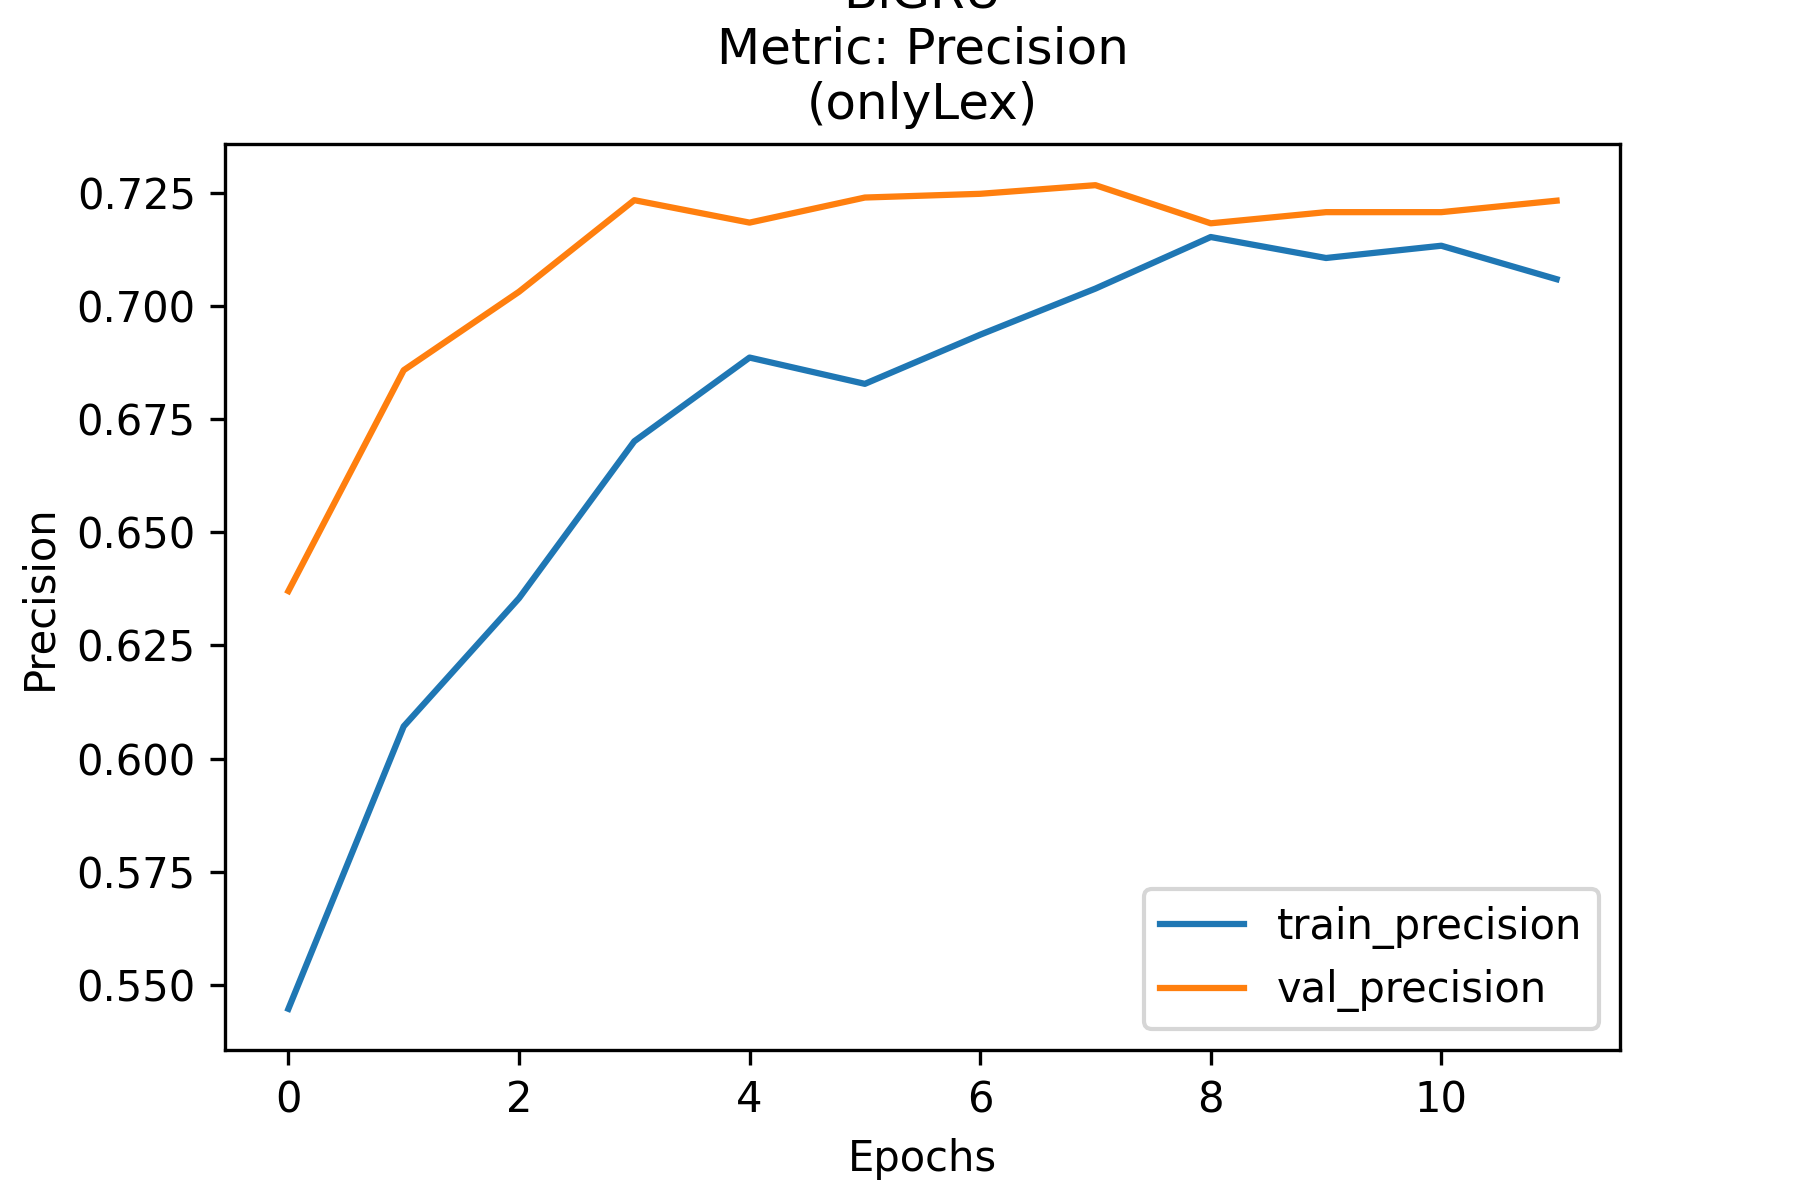 BiGRU
Metric: Precision
(onlyLex)
0.725
0.700
0.675
0.650
0.625
0.600
0.575
0.550
Precision
0 2 4 6 8 10
Epochs
train_precision
val_precision